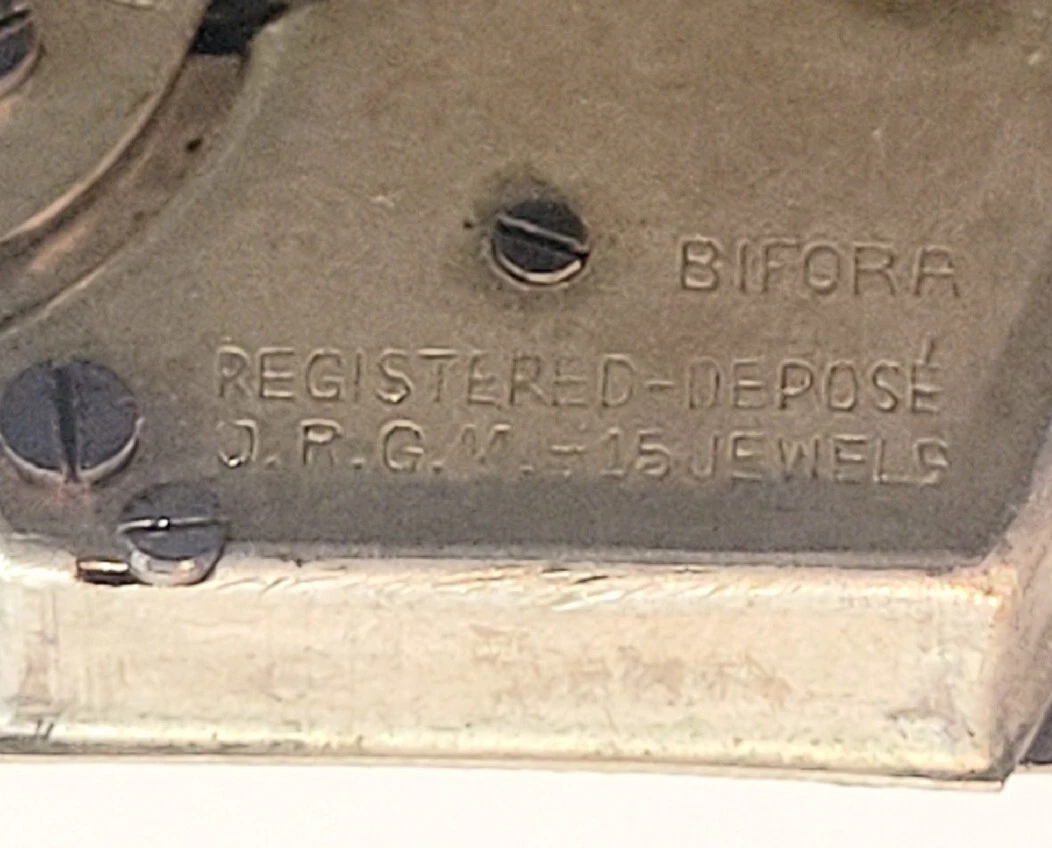 BIFORA
REGISTERED-DEPOSÉ
D.R.G.M.-15 JEWELS